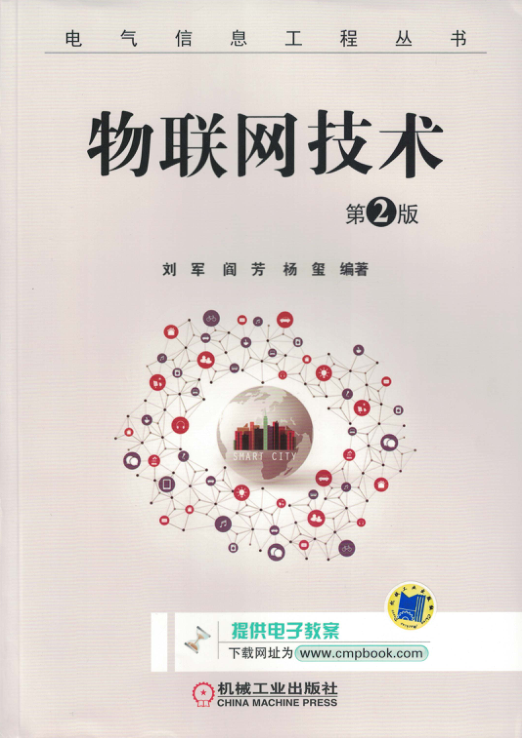 电气信息工程丛书
物联网技术
第2版
刘军 阎芳 杨玺 编著
SMART CITY
提供电子教案
下载网址为 www.cmpbook.com
机械工业出版社
CHINA MACHINE PRESS